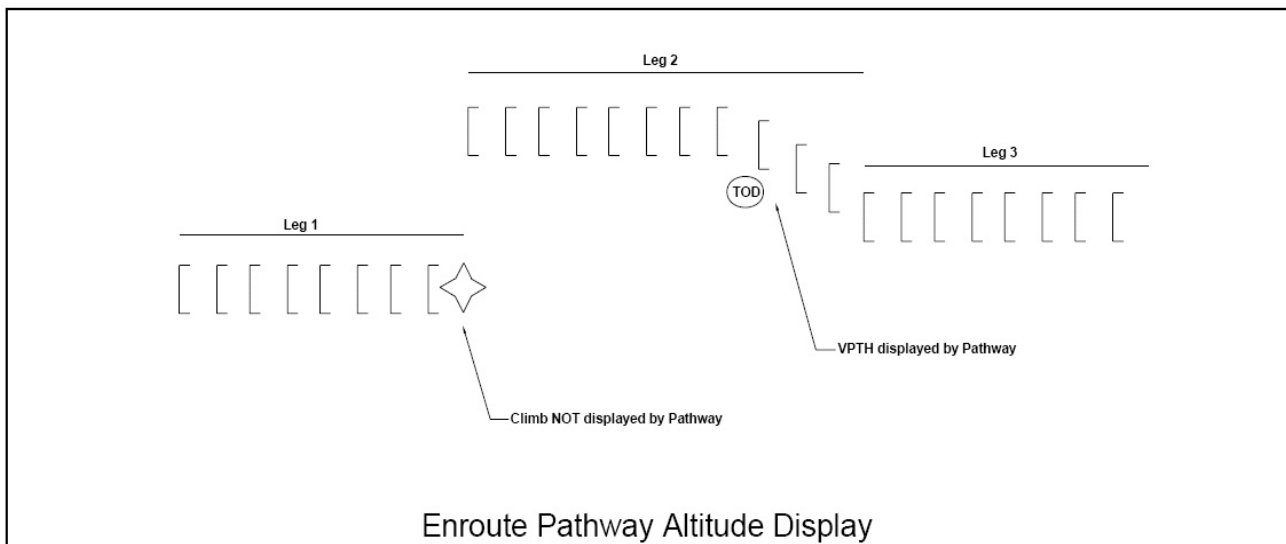 Leg 2
Leg 3
TOD
Leg 1
VPTH displayed by Pathway
Climb NOT displayed by Pathway
Enroute Pathway Altitude Display